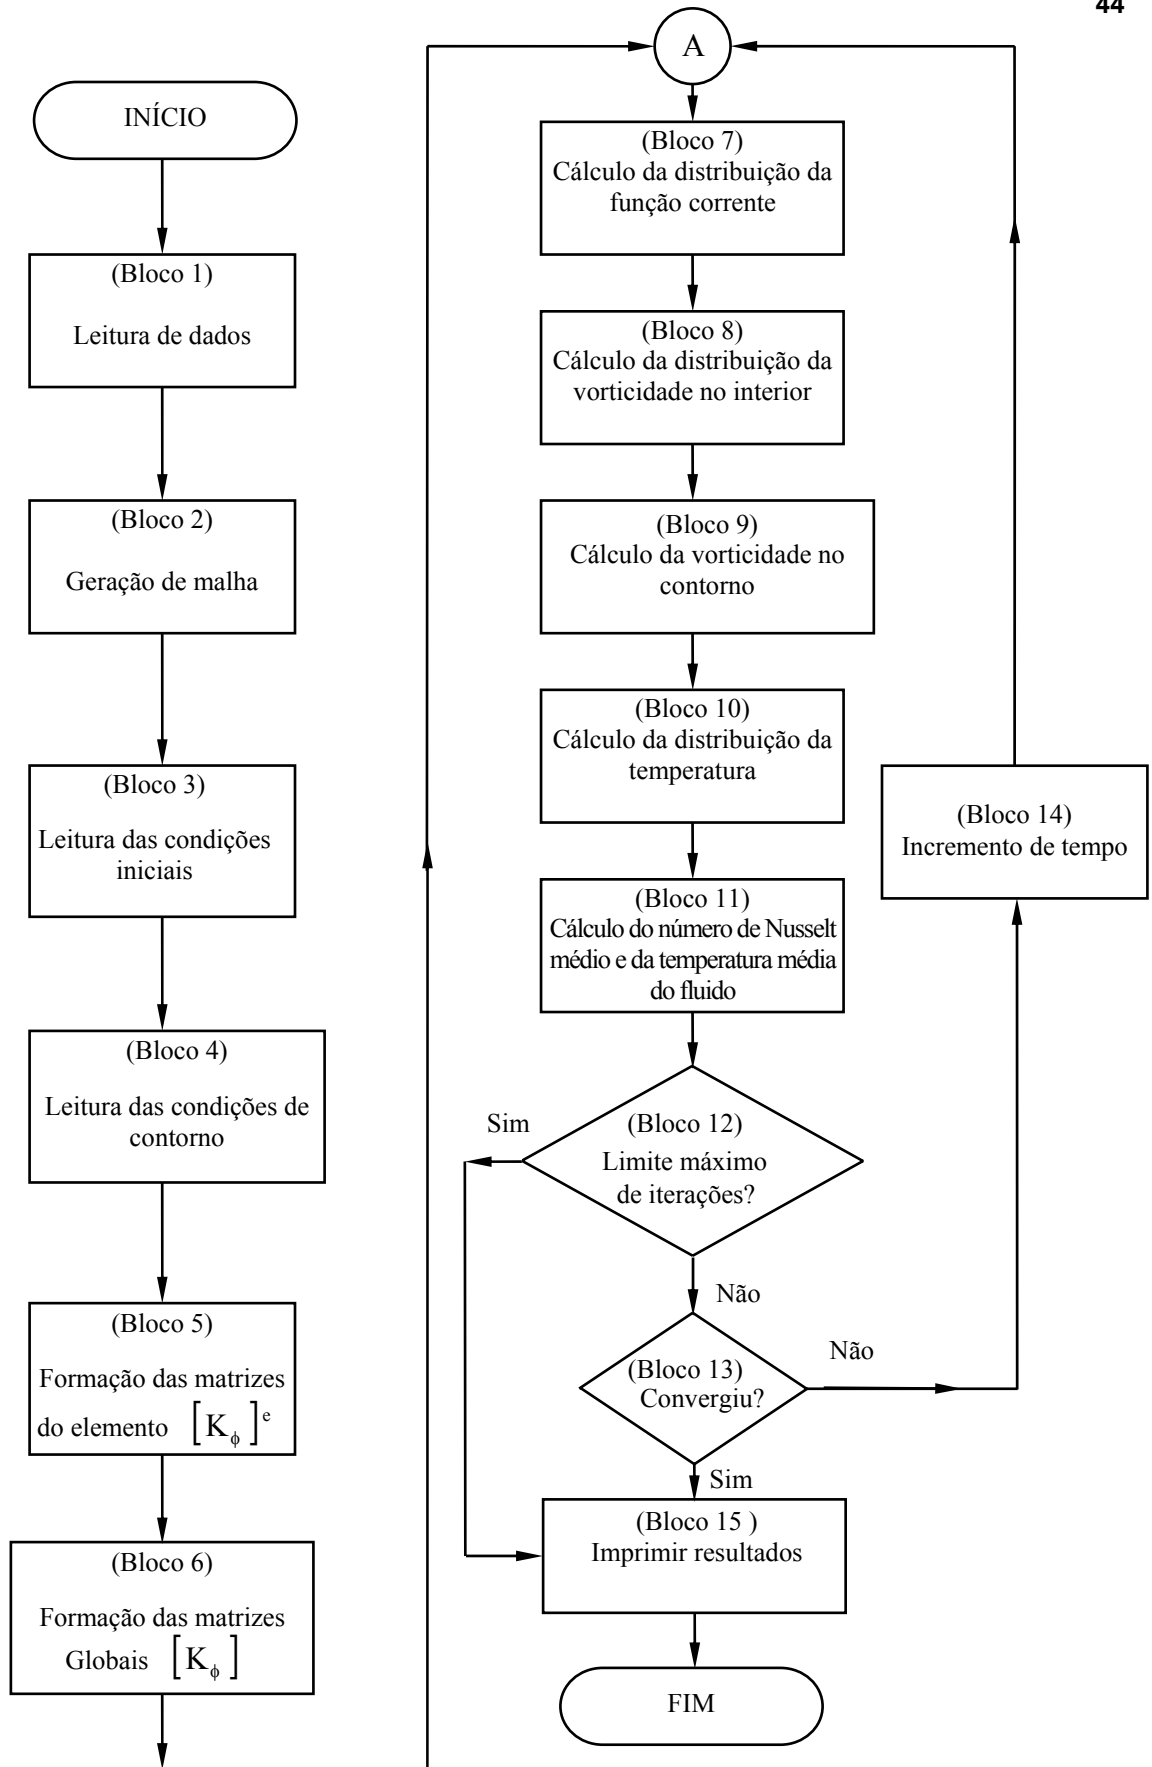 44
INÍCIO
(Bloco 1)
Leitura de dados
(Bloco 2)
Geração de malha
(Bloco 3)
Leitura das condições
iniciais
(Bloco 4)
Leitura das condições de
contorno
(Bloco 5)
Formação das matrizes
do elemento [K_ϕ]^e
(Bloco 6)
Formação das matrizes
Globais [K_ϕ]
A
(Bloco 7)
Cálculo da distribuição da
função corrente
(Bloco 8)
Cálculo da distribuição da
vorticidade no interior
(Bloco 9)
Cálculo da vorticidade no
contorno
(Bloco 10)
Cálculo da distribuição da
temperatura
(Bloco 11)
Cálculo do número de Nusselt
médio e da temperatura média
do fluido
(Bloco 12)
Limite máximo
de iterações?
Sim
Não
(Bloco 13)
Convergiu?
Não
Sim
(Bloco 14)
Incremento de tempo
(Bloco 15 )
Imprimir resultados
FIM